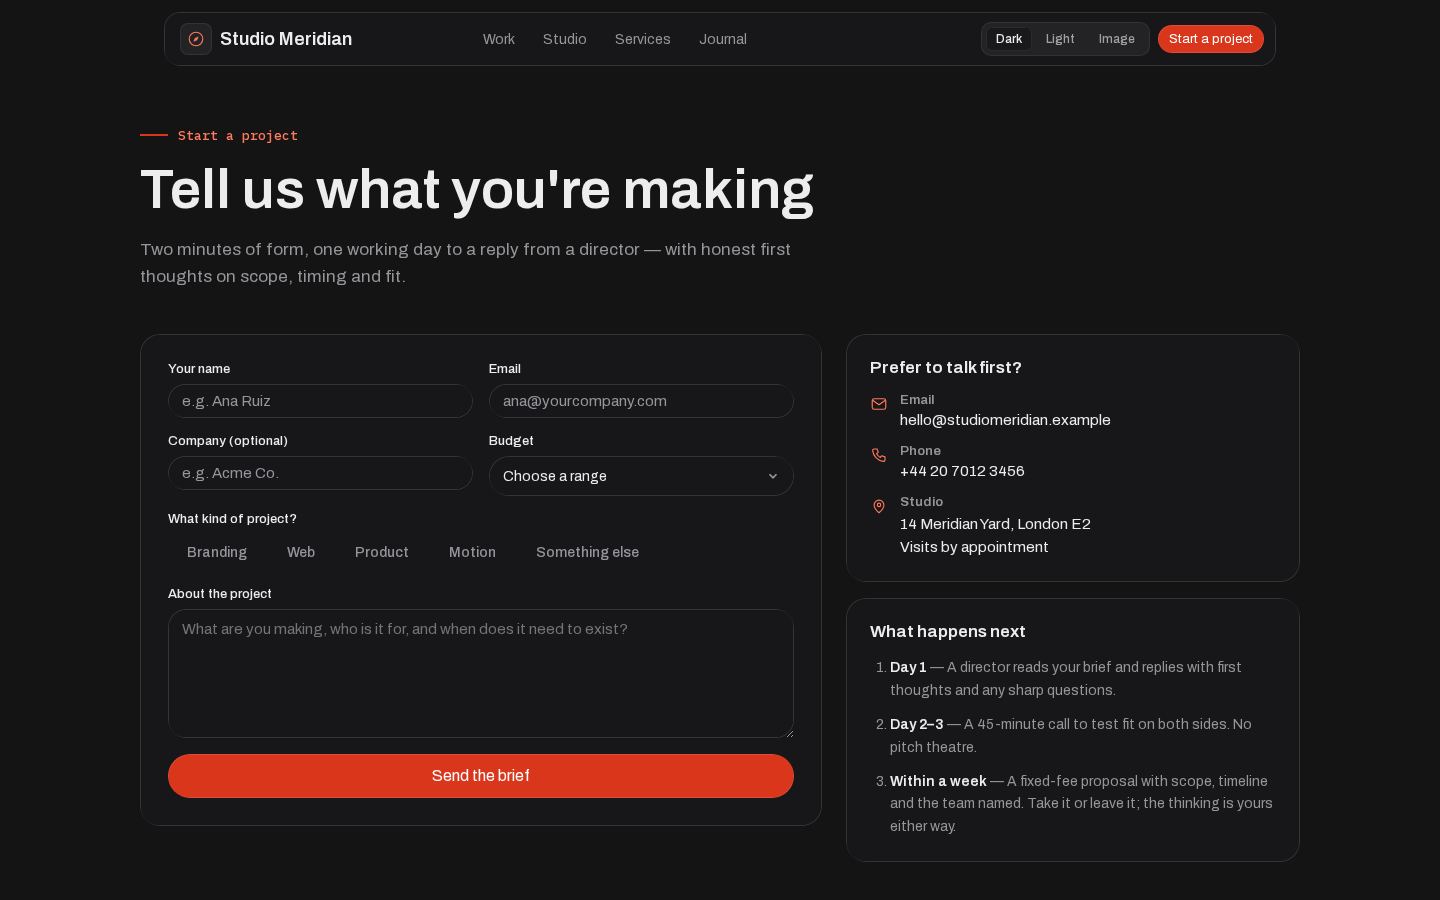 Studio Meridian
Work
Studio
Services
Journal
Dark
Light
Image
Start a project
Start a project
Tell us what you're making
Two minutes of form, one working day to a reply from a director — with honest first
thoughts on scope, timing and fit.
Your name
Email
e.g. Ana Ruiz
ana@yourcompany.com
Company (optional)
Budget
e.g. Acme Co.
Choose a range
What kind of project?
Branding
Web
Product
Motion
Something else
About the project
What are you making, who is it for, and when does it need to exist?
Send the brief
Prefer to talk first?
Email
hello@studiomeridian.example
Phone
+44 20 7012 3456
Studio
14 Meridian Yard, London E2
Visits by appointment
What happens next
1. Day 1 — A director reads your brief and replies with first
thoughts and any sharp questions.
2. Day 2–3 — A 45-minute call to test fit on both sides. No
pitch theatre.
3. Within a week — A fixed-fee proposal with scope, timeline
and the team named. Take it or leave it; the thinking is yours
either way.